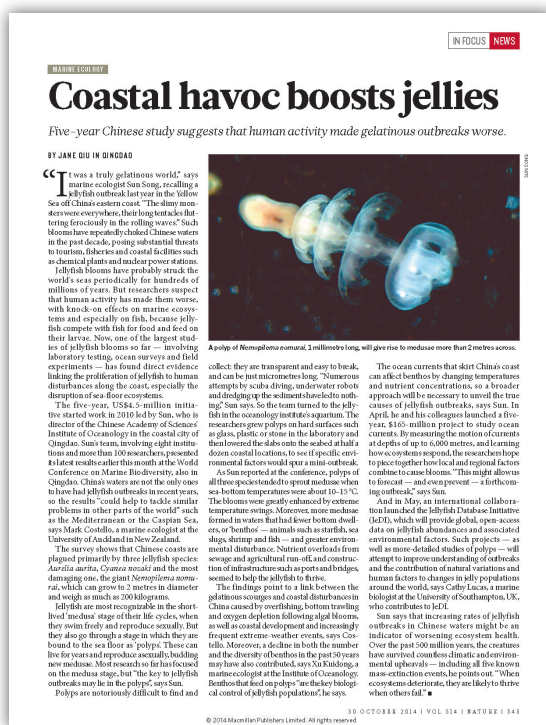 IN FOCUS NEWS
MARINE ECOLOGY
Coastal havoc boosts jellies
Five-year Chinese study suggests that human activity made gelatinous outbreaks worse.
BY JANE QIU IN QINGDAO
“It was a truly gelatinous world,” says
marine ecologist Sun Song, recalling a
jellyfish outbreak last year in the Yellow
Sea off China’s eastern coast. “The slimy mon-
sters were everywhere, their long tentacles flut-
tering ferociously in the rolling waves.” Such
blooms have repeatedly choked Chinese waters
in the past decade, posing substantial threats
to tourism, fisheries and coastal facilities such
as chemical plants and nuclear power stations.
Jellyfish blooms have probably struck the
world’s seas periodically for hundreds of
millions of years. But researchers suspect
that human activity has made them worse,
with knock-on effects on marine ecosys-
tems and especially on fish, because jelly-
fish compete with fish for food and feed on
their larvae. Now, one of the largest stud-
ies of jellyfish blooms so far — involving
laboratory testing, ocean surveys and field
experiments — has found direct evidence
linking the proliferation of jellyfish to human
disturbances along the coast, especially the
disruption of sea-floor ecosystems.
The five-year, US$4.5-million initia-
tive started work in 2010 led by Sun, who is
director of the Chinese Academy of Sciences’
Institute of Oceanology in the coastal city of
Qingdao. Sun’s team, involving eight institu-
tions and more than 100 researchers, presented
its latest results earlier this month at the World
Conference on Marine Biodiversity, also in
Qingdao. China’s waters are not the only ones
to have had jellyfish outbreaks in recent years,
so the results “could help to tackle similar
problems in other parts of the world” such
as the Mediterranean or the Caspian Sea,
says Mark Costello, a marine ecologist at the
University of Auckland in New Zealand.
The survey shows that Chinese coasts are
plagued primarily by three jellyfish species:
Aurelia aurita, Cyanea nozaki and the most
damaging one, the giant Nemopilema nomu-
rai, which can grow to 2 metres in diameter
and weigh as much as 200 kilograms.
Jellyfish are most recognizable in the short-
lived ‘medusa’ stage of their life cycles, when
they swim freely and reproduce sexually. But
they also go through a stage in which they are
bound to the sea floor as ‘polyps’. These can
live for years and reproduce asexually, budding
new medusae. Most research so far has focused
on the medusa stage, but “the key to jellyfish
outbreaks may lie in the polyps”, says Sun.
Polyps are notoriously difficult to find and
SUN SONG
A polyp of Nemopilema nomurai, 1 millimetre long, will give rise to medusae more than 2 metres across.
collect: they are transparent and easy to break,
and can be just micrometres long. “Numerous
attempts by scuba diving, underwater robots
and dredging up the sediment have led to noth-
ing,” Sun says. So the team turned to the jelly-
fish in the oceanology institute’s aquarium. The
researchers grew polyps on hard surfaces such
as glass, plastic or stone in the laboratory and
then lowered the slabs onto the seabed at half a
dozen coastal locations, to see if specific envi-
ronmental factors would spur a mini-outbreak.
As Sun reported at the conference, polyps of
all three species tended to sprout medusae when
sea-bottom temperatures were about 10–15 °C.
The blooms were greatly enhanced by extreme
temperature swings. Moreover, more medusae
formed in waters that had fewer bottom dwell-
ers, or ‘benthos’ — animals such as starfish, sea
slugs, shrimp and fish — and greater environ-
mental disturbance. Nutrient overloads from
sewage and agricultural run-off, and construc-
tion of infrastructure such as ports and bridges,
seemed to help the jellyfish to thrive.
The findings point to a link between the
gelatinous scourges and coastal disturbances in
China caused by overfishing, bottom trawling
and oxygen depletion following algal blooms,
as well as coastal development and increasingly
frequent extreme-weather events, says Cos-
tello. Moreover, a decline in both the number
and the diversity of benthos in the past 50 years
may have also contributed, says Xu Kuidong, a
marine ecologist at the Institute of Oceanology.
Benthos that feed on polyps “are the key biologi-
cal control of jellyfish populations”, he says.
The ocean currents that skirt China’s coast
can affect benthos by changing temperatures
and nutrient concentrations, so a broader
approach will be necessary to unveil the true
causes of jellyfish outbreaks, says Sun. In
April, he and his colleagues launched a five-
year, $165-million project to study ocean
currents. By measuring the motion of currents
at depths of up to 6,000 metres, and learning
how ecosystems respond, the researchers hope
to piece together how local and regional factors
combine to cause blooms. “This might allow us
to forecast — and even prevent — a forthcom-
ing outbreak,” says Sun.
And in May, an international collabora-
tion launched the Jellyfish Database Initiative
(JeDI), which will provide global, open-access
data on jellyfish abundances and associated
environmental factors. Such projects — as
well as more-detailed studies of polyps — will
attempt to improve understanding of outbreaks
and the contribution of natural variations and
human factors to changes in jelly populations
around the world, says Cathy Lucas, a marine
biologist at the University of Southampton, UK,
who contributes to JeDI.
Sun says that increasing rates of jellyfish
outbreaks in Chinese waters might be an
indicator of worsening ecosystem health.
Over the past 500 million years, the creatures
have survived countless climatic and environ-
mental upheavals — including all five known
mass-extinction events, he points out. “When
ecosystems deteriorate, they are likely to thrive
when others fail.” ■
30 OCTOBER 2014 | VOL 514 | NATURE | 545
© 2014 Macmillan Publishers Limited. All rights reserved